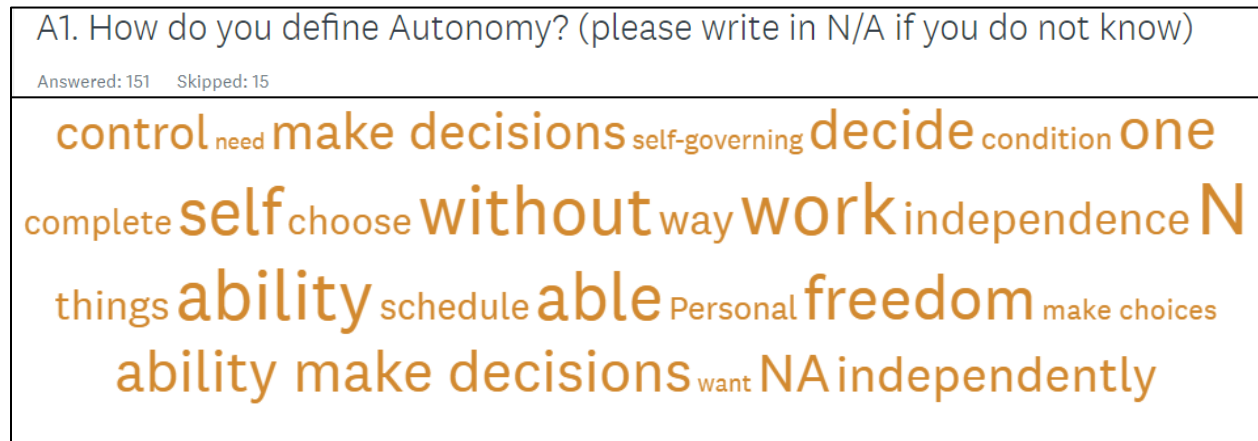 A1. How do you define Autonomy? (please write in N/A if you do not know)
Answered: 151 Skipped: 15
control need make decisions self-governing decide condition one
complete self choose without way work independence N
things ability schedule able Personal freedom make choices
ability make decisions want NA independently